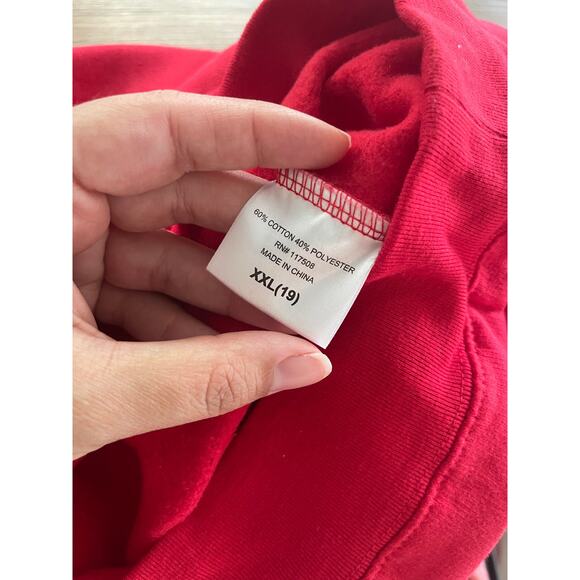 60% COTTON 40% POLYESTER
RN# 117508
MADE IN CHINA
XXL(19)